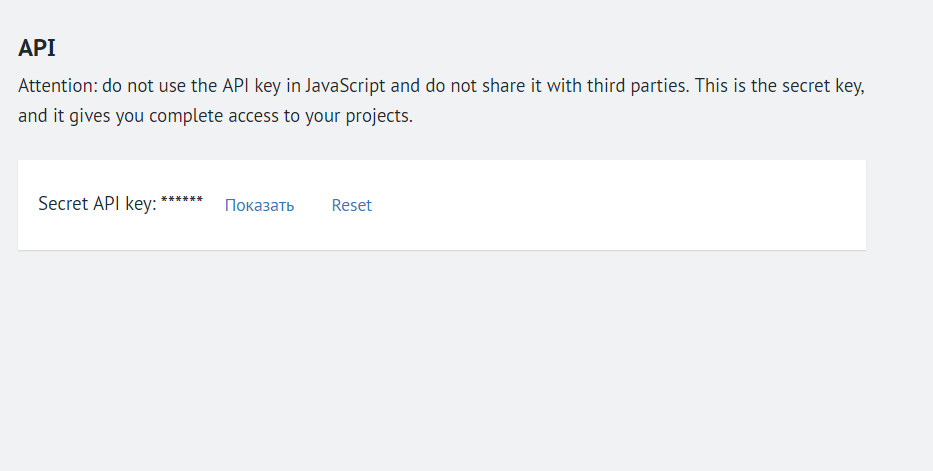 API
Attention: do not use the API key in JavaScript and do not share it with third parties. This is the secret key,
and it gives you complete access to your projects.
Secret API key: ****** Показать Reset